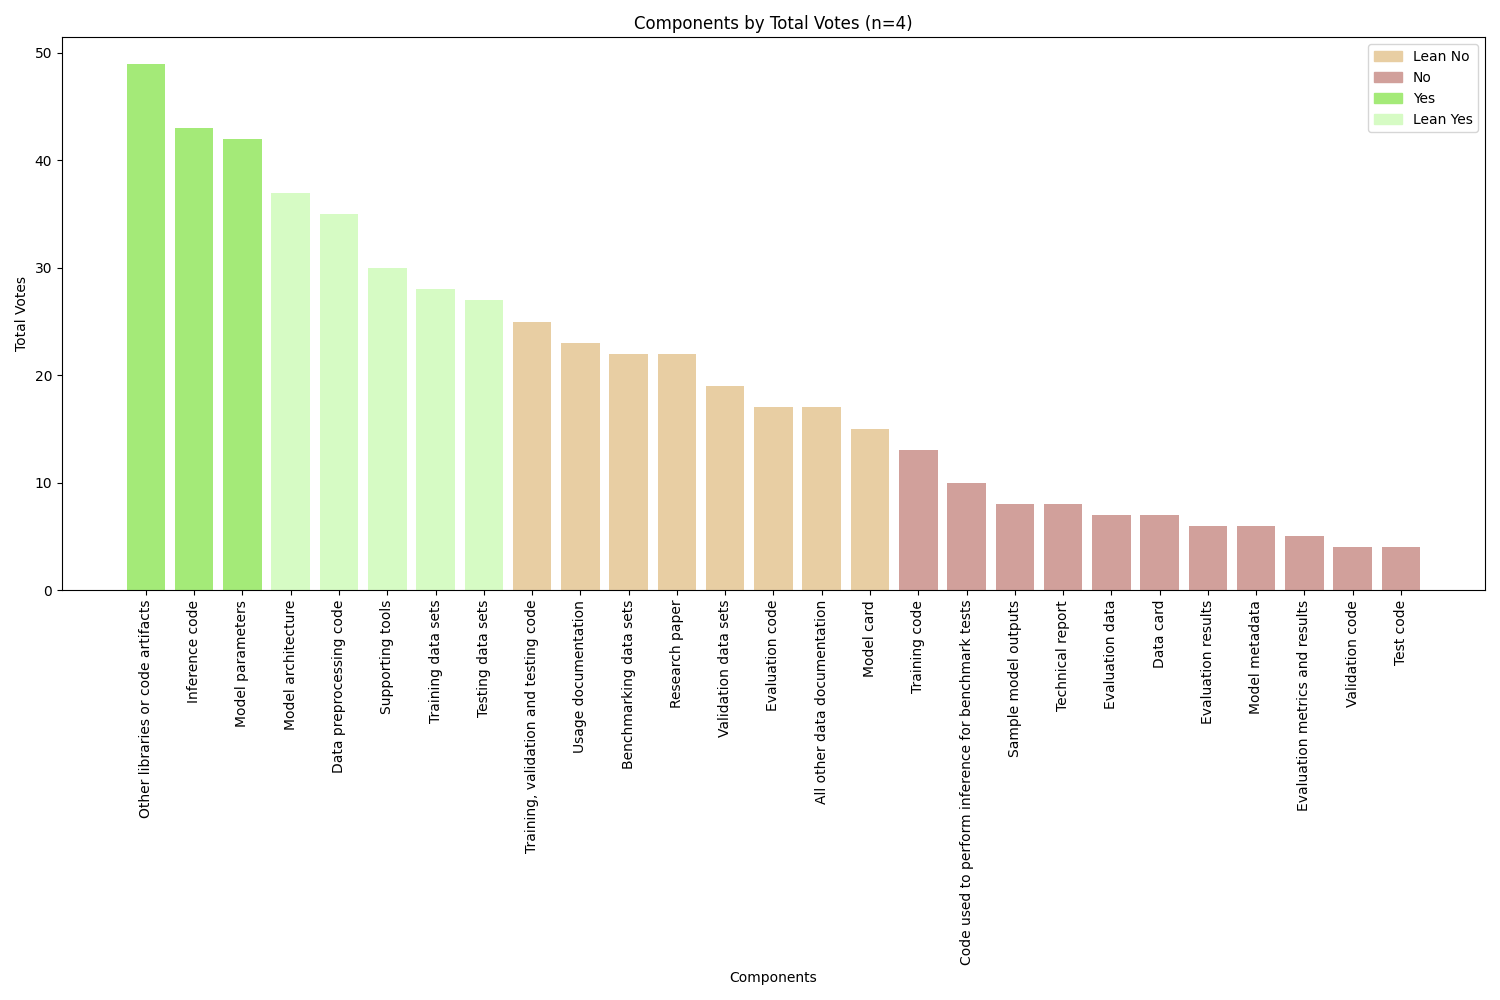 Components by Total Votes (n=4)
Lean No
No
Yes
Lean Yes
Total Votes
50
40
30
20
10
0
Other libraries or code artifacts
Inference code
Model parameters
Model architecture
Data preprocessing code
Supporting tools
Training data sets
Testing data sets
Training, validation and testing code
Usage documentation
Benchmarking data sets
Research paper
Validation data sets
Evaluation code
All other data documentation
Model card
Training code
Code used to perform inference for benchmark tests
Sample model outputs
Technical report
Evaluation data
Data card
Evaluation results
Model metadata
Evaluation metrics and results
Validation code
Test code
Components